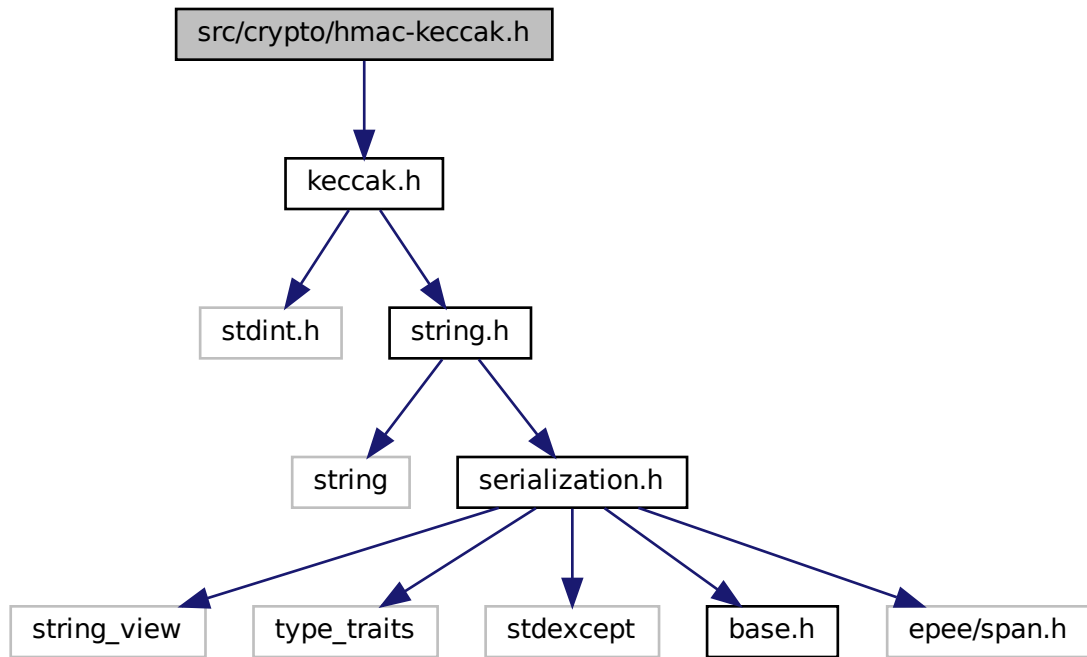 src/crypto/hmac-keccak.h
keccak.h
stdint.h
string.h
string
serialization.h
string_view
type_traits
stdexcept
base.h
epee/span.h